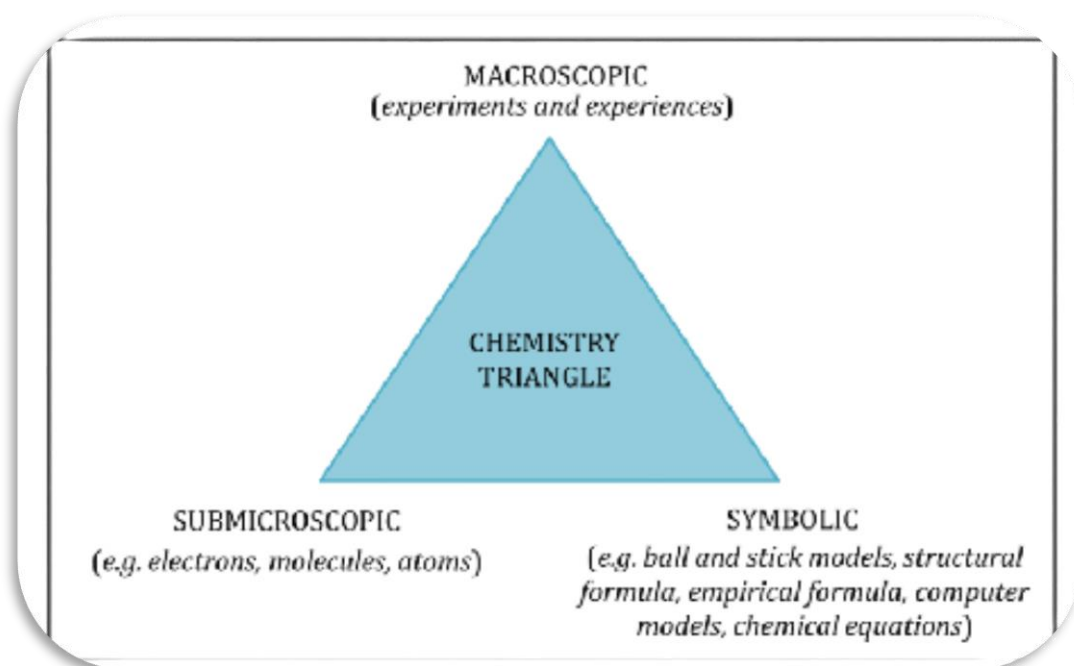 MACROSCOPIC
(experiments and experiences)
CHEMISTRY
TRIANGLE
SUBMICROSCOPIC
(e.g. electrons, molecules, atoms)
SYMBOLIC
(e.g. ball and stick models, structural
formula, empirical formula, computer
models, chemical equations)